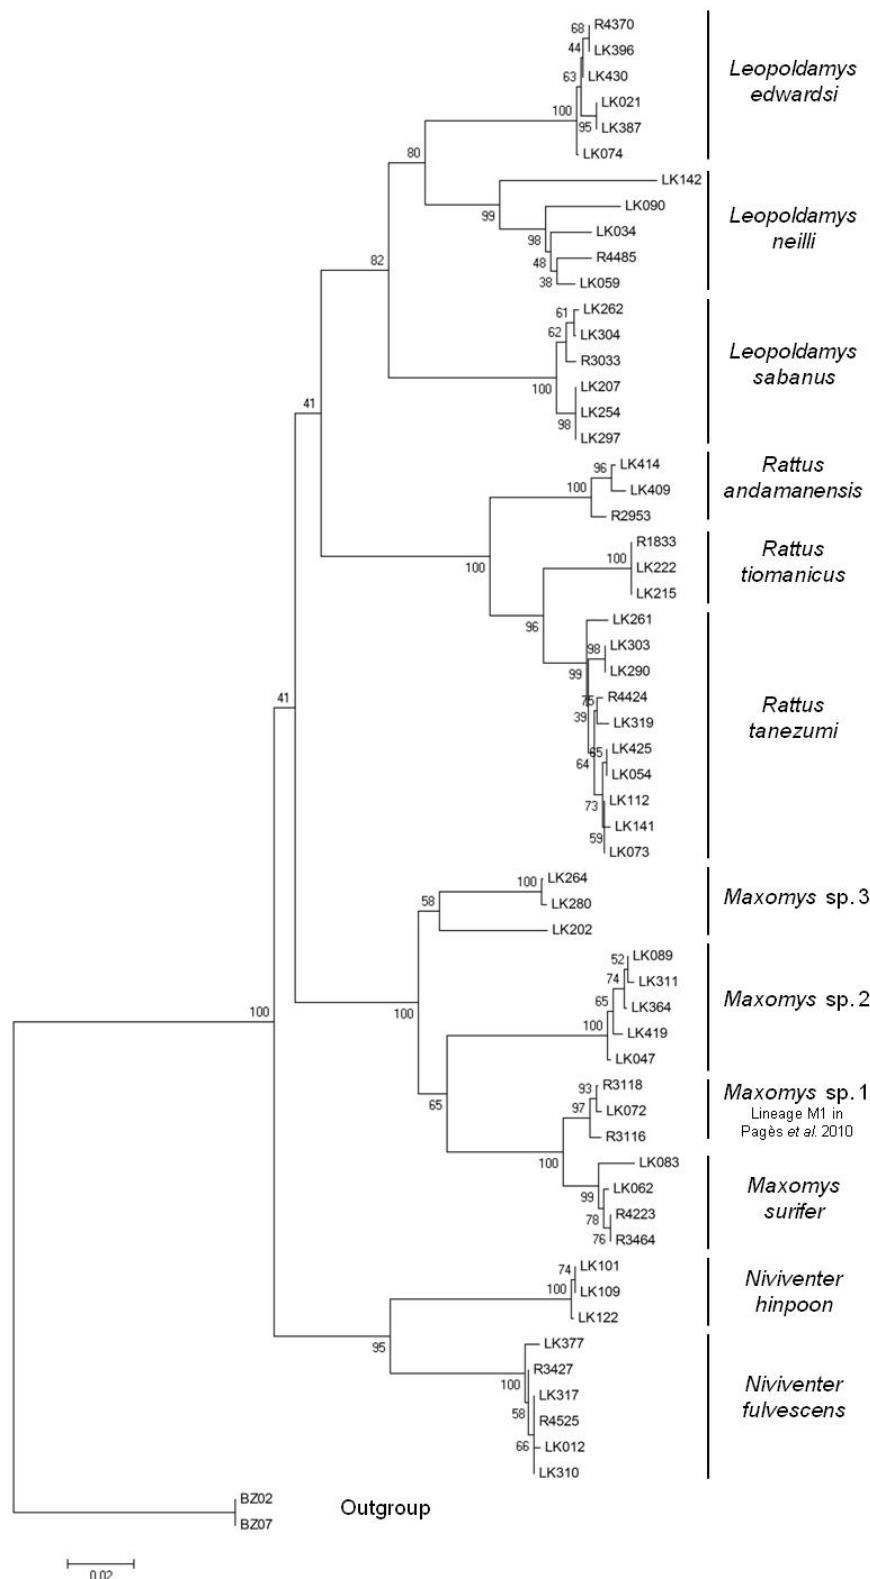 R4370
68
LK396
44
LK430
63
LK021
100
95
LK387
LK074
Leopoldamys
edwardsi
80
LK142
99
LK090
98
LK034
48
R4485
38
LK059
Leopoldamys
neilli
82
LK262
61
LK304
62
R3033
100
LK207
LK254
98
LK297
Leopoldamys
sabanus
41
LK414
96
LK409
100
R2953
Rattus
andamanensis
100
R1833
100
LK222
LK215
Rattus
tiomanicus
96
LK261
98
LK303
99
LK290
75
R4424
39
LK319
65
LK425
64
LK054
LK112
73
LK141
59
LK073
Rattus
tanezumi
41
100
LK264
58
LK280
LK202
Maxomys sp. 3
100
52
LK089
74
LK311
65
LK364
100
LK419
LK047
Maxomys sp. 2
65
93
R3118
97
LK072
R3116
Maxomys sp. 1
Lineage M1 in
Pagès et al. 2010
100
LK083
99
LK062
78
R4223
76
R3464
Maxomys
surifer
100
74
LK101
100
LK109
LK122
Niviventer
hinpoon
95
LK377
100
R3427
LK317
58
R4525
66
LK012
LK310
Niviventer
fulvescens
BZ02
BZ07
Outgroup
0.02